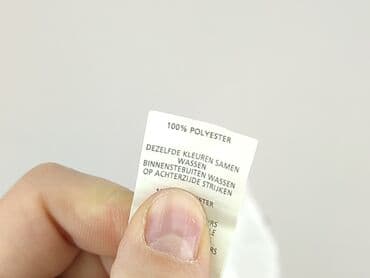 100% POLYESTER
DEZELFDE KLEUREN SAMEN
WASSEN
BINNENSTEBUITEN WASSEN
OP ACHTERZIJDE STRIJKEN